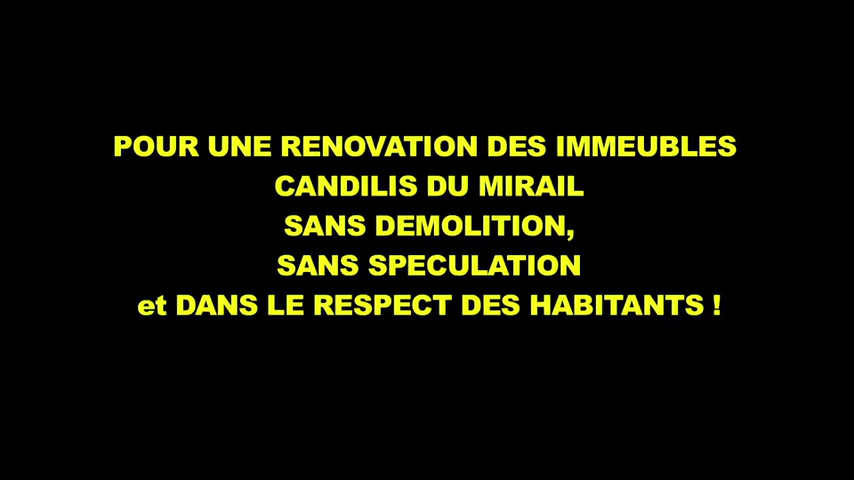 POUR UNE RENOVATION DES IMMEUBLES
CANDILIS DU MIRAIL
SANS DEMOLITION,
SANS SPECULATION
et DANS LE RESPECT DES HABITANTS !